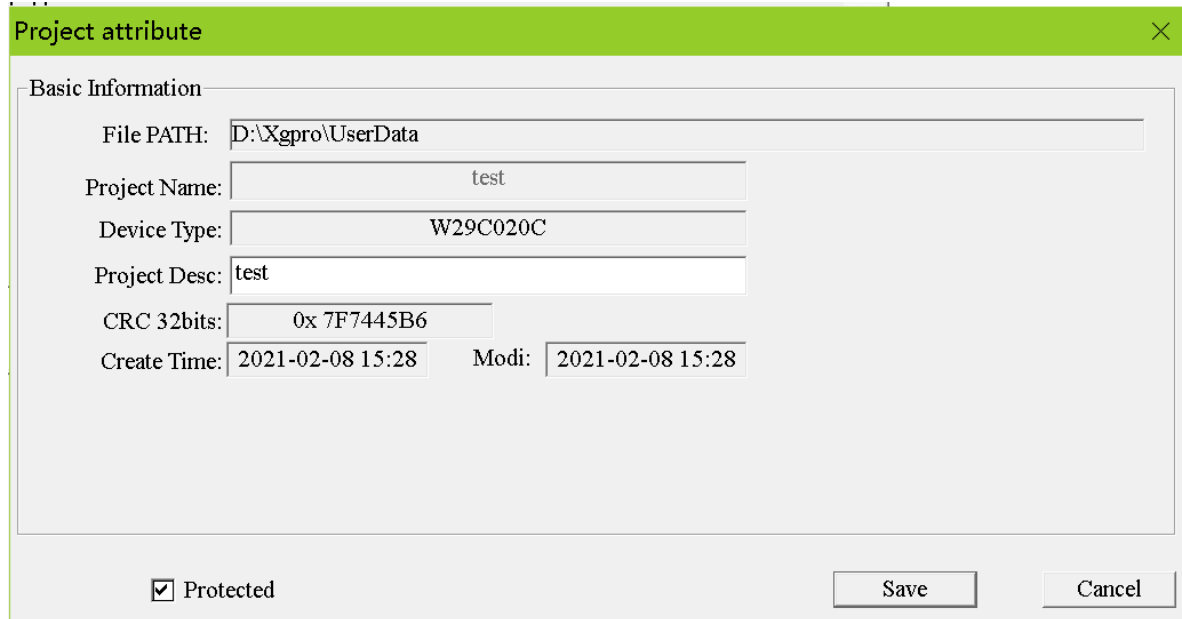 Project attribute
Basic Information
File PATH: D:\Xgpro\UserData
Project Name: test
Device Type: W29C020C
Project Desc: test
CRC 32bits: 0x 7F7445B6
Create Time: 2021-02-08 15:28 Modi: 2021-02-08 15:28
Protected Save Cancel